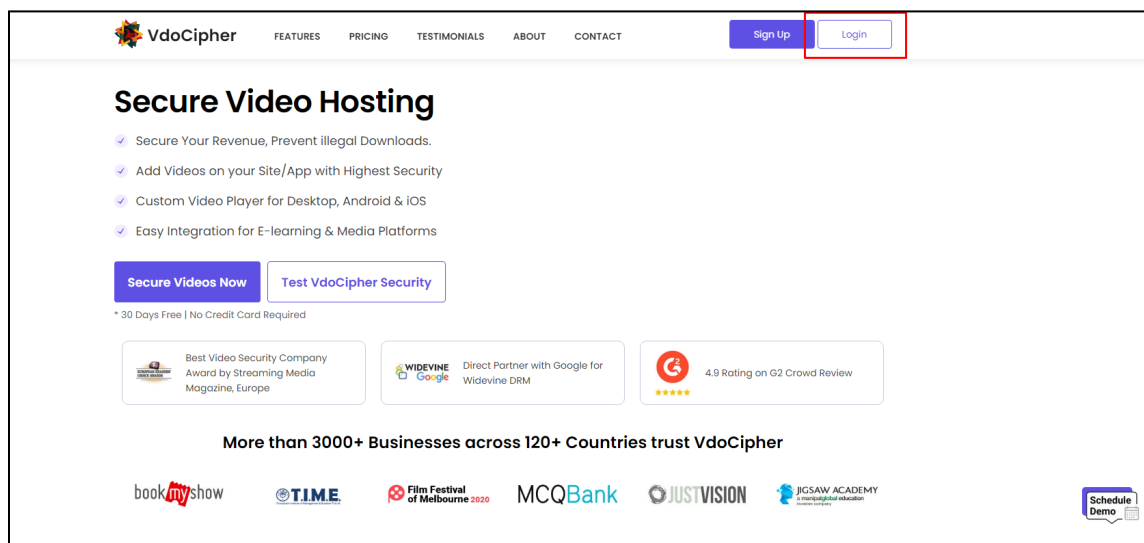 VdoCipher
FEATURES
PRICING
TESTIMONIALS
ABOUT
CONTACT
Sign Up
Login
Secure Video Hosting
Secure Your Revenue, Prevent illegal Downloads.
Add Videos on your Site/App with Highest Security
Custom Video Player for Desktop, Android & iOS
Easy Integration for E-learning & Media Platforms
Secure Videos Now
Test VdoCipher Security
* 30 Days Free | No Credit Card Required
Best Video Security Company
Award by Streaming Media
Magazine, Europe
WIDEVINE
Google
Direct Partner with Google for
Widevine DRM
G2
4.9 Rating on G2 Crowd Review
More than 3000+ Businesses across 120+ Countries trust VdoCipher
bookmyshow
T.I.M.E.
Film Festival
of Melbourne 2020
MCQBank
JUSTVISION
JIGSAW ACADEMY
a manipalglobal education
Schedule
Demo